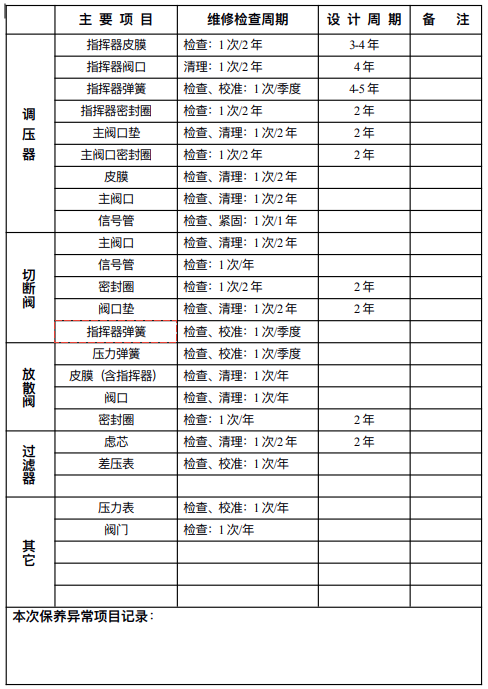 主 要 项 目 维修检查周期 设 计 周 期 备 注
调压器
指挥器皮膜 检查：1 次/2 年 3-4 年
指挥器阀口 清理：1 次/2 年 4 年
指挥器弹簧 检查、校准：1 次/季度 4-5 年
指挥器密封圈 检查：1 次/2 年 2 年
主阀口垫 检查、清理：1 次/2 年 2 年
主阀口密封圈 检查：1 次/2 年 2 年
皮膜 检查、清理：1 次/2 年
主阀口 检查、清理：1 次/2 年
信号管 检查、紧固：1 次/1 年
切断阀
主阀口 检查、清理：1 次/2 年
信号管 检查：1 次/年
密封圈 检查：1 次/2 年 2 年
阀口垫 检查、清理：1 次/2 年 2 年
指挥器弹簧 检查、校准：1 次/季度
放散阀
压力弹簧 检查、校准：1 次/季度
皮膜（含指挥器） 检查、清理：1 次/年
阀口 检查、清理：1 次/年
密封圈 检查：1 次/年 2 年
过滤器
虑芯 检查、清理：1 次/2 年 2 年
差压表 检查、校准：1 次/年
其它
压力表 检查、校准：1 次/年
阀门 检查：1 次/年
本次保养异常项目记录：